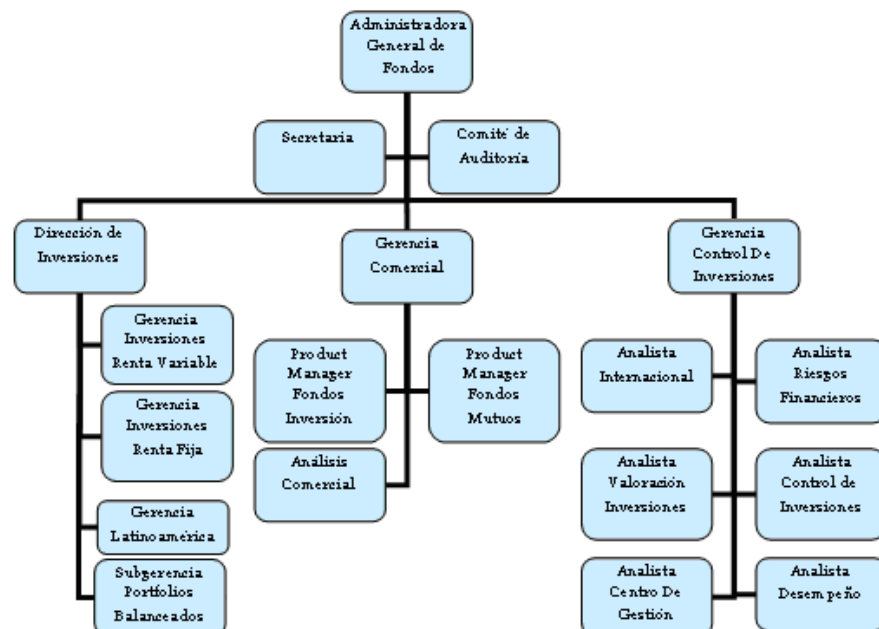 Administradora
General de
Fondos
Secretaria
Comité de
Auditoría
Dirección de
Inversiones
Gerencia
Comercial
Gerencia
Control De
Inversiones
Gerencia
Inversiones
Renta Variable
Gerencia
Inversiones
Renta Fija
Gerencia
Latinoamérica
Subgerencia
Portfolios
Balanceados
Product
Manager
Fondos
Inversión
Product
Manager
Fondos
Mutuos
Análisis
Comercial
Analista
Internacional
Analista
Riesgos
Financieros
Analista
Valoración
Inversiones
Analista
Control de
Inversiones
Analista
Centro De
Gestión
Analista
Desempeño